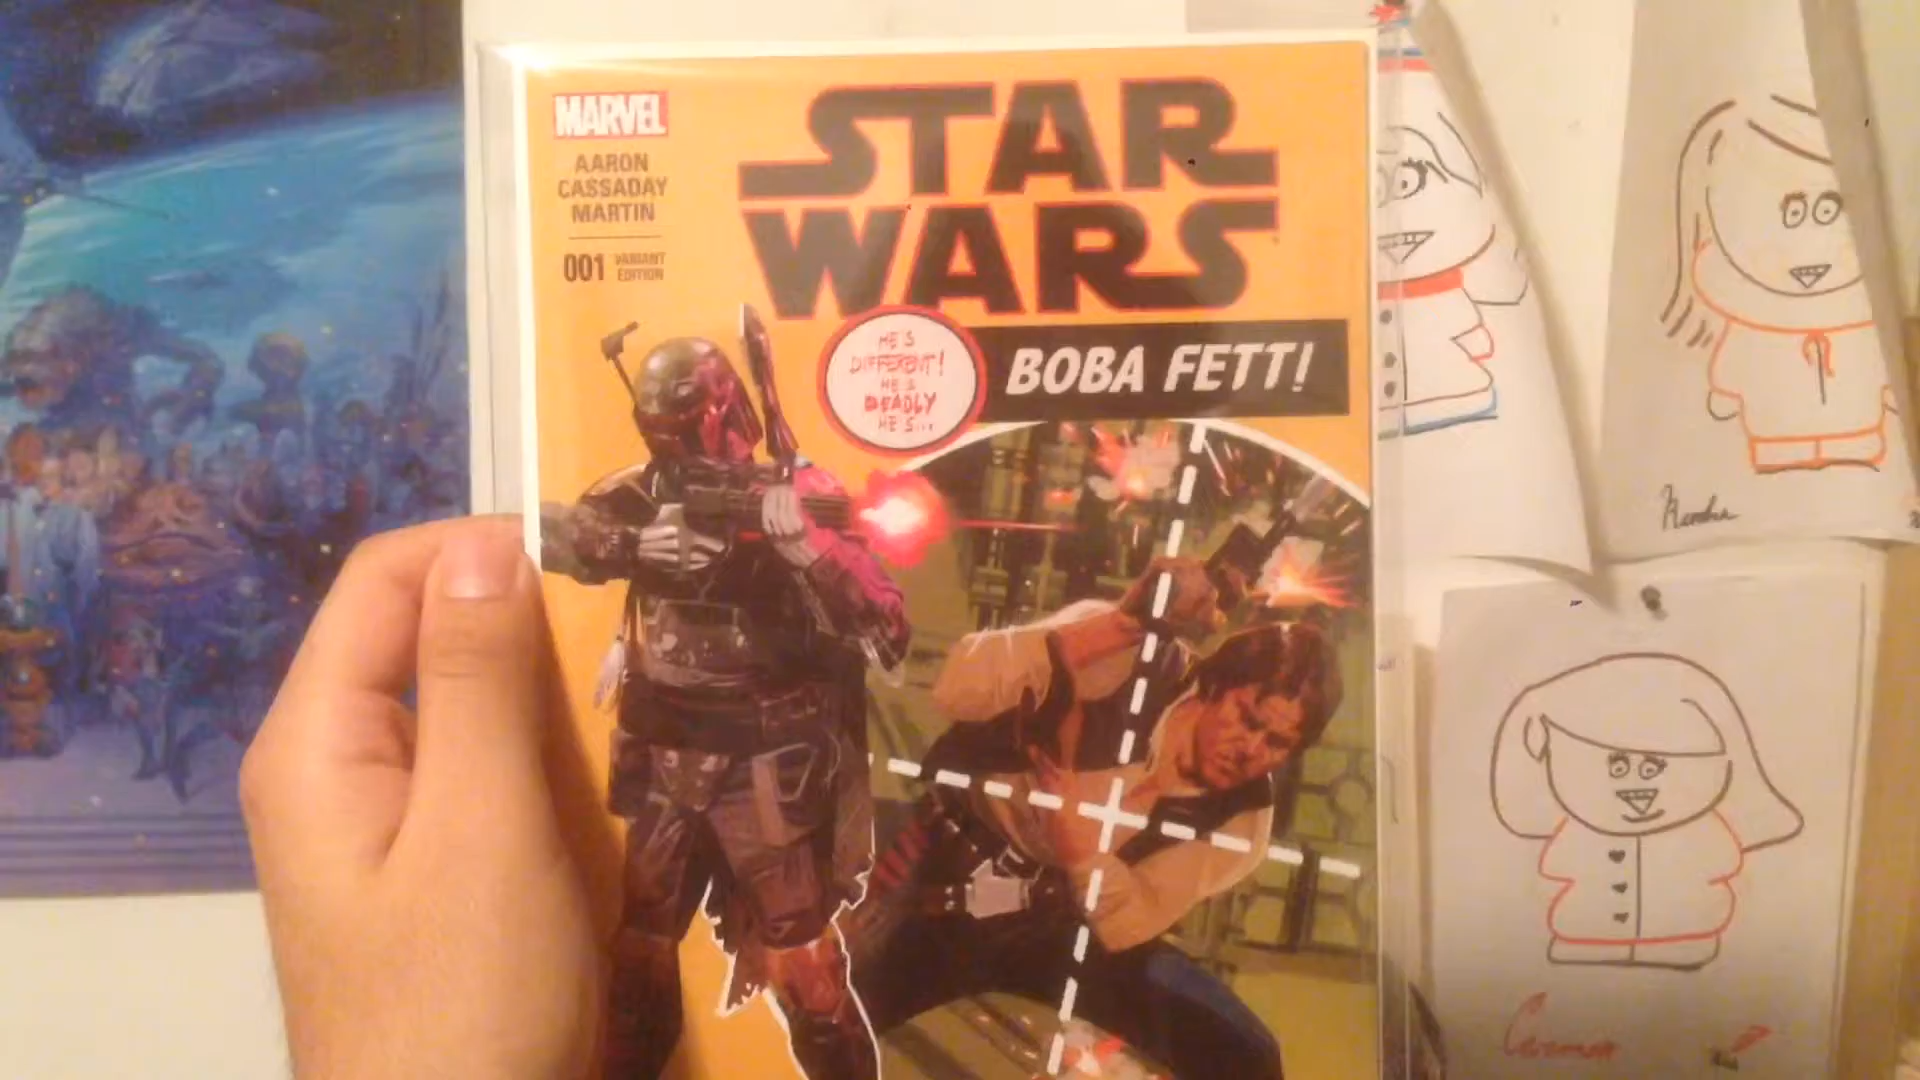 MARVEL
AARON
CASSADAY
MARTIN
001 VARIANT
EDITION
STAR
WARS
HE'S
DIFFERENT!
HE'S
DEADLY
HE'S...
BOBA FETT!